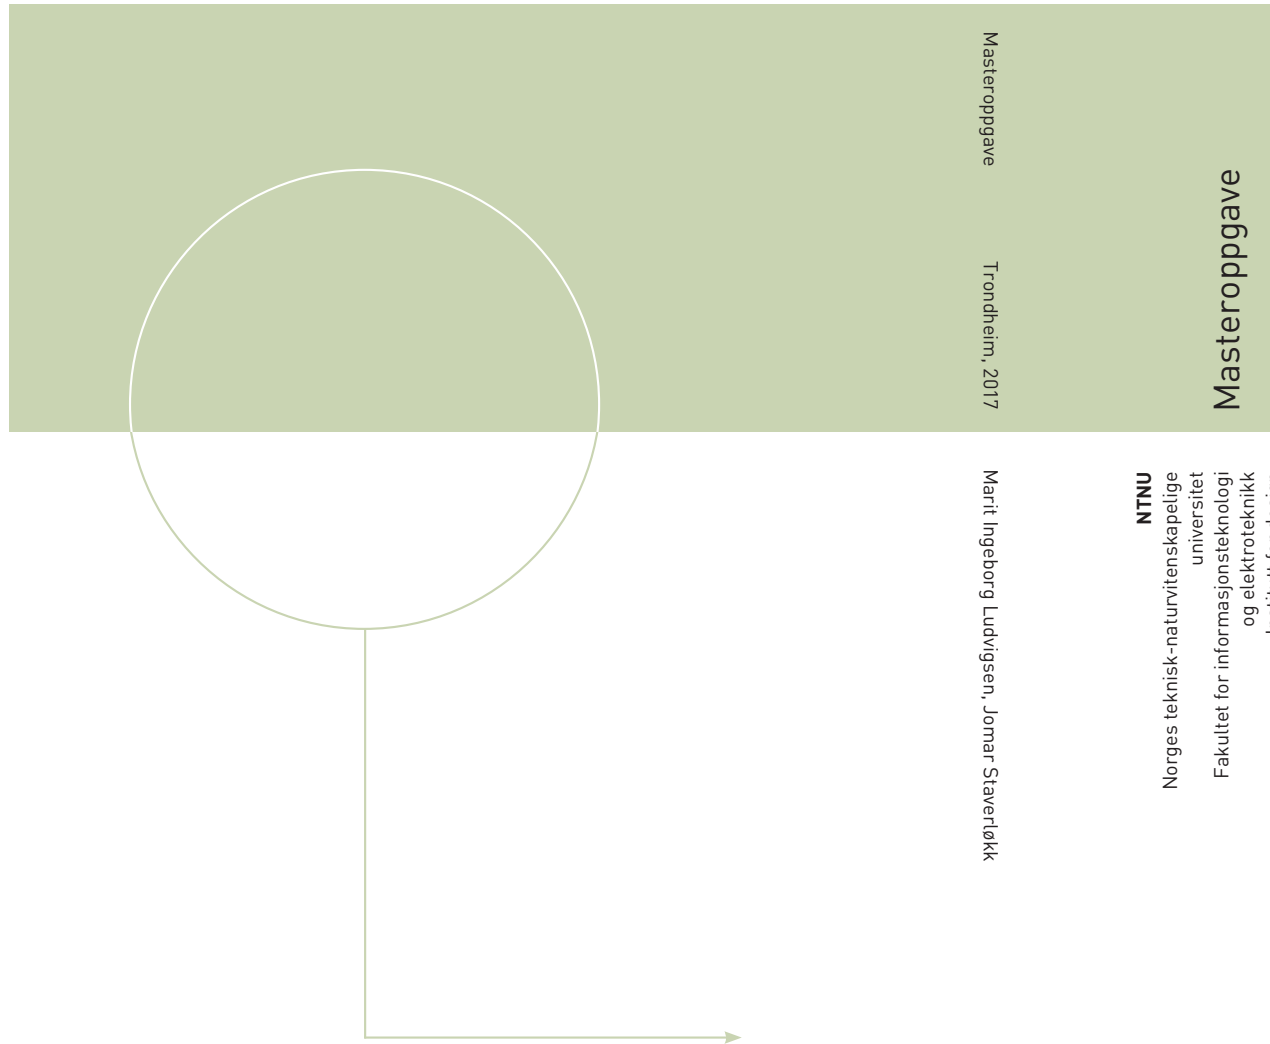 Masteroppgave
Trondheim, 2017
Marit Ingeborg Ludvigsen, Jomar Staverløkk
Masteroppgave
NTNU
Norges teknisk-naturvitenskapelige
universitet
Fakultet for informasjonsteknologi
og elektroteknikk